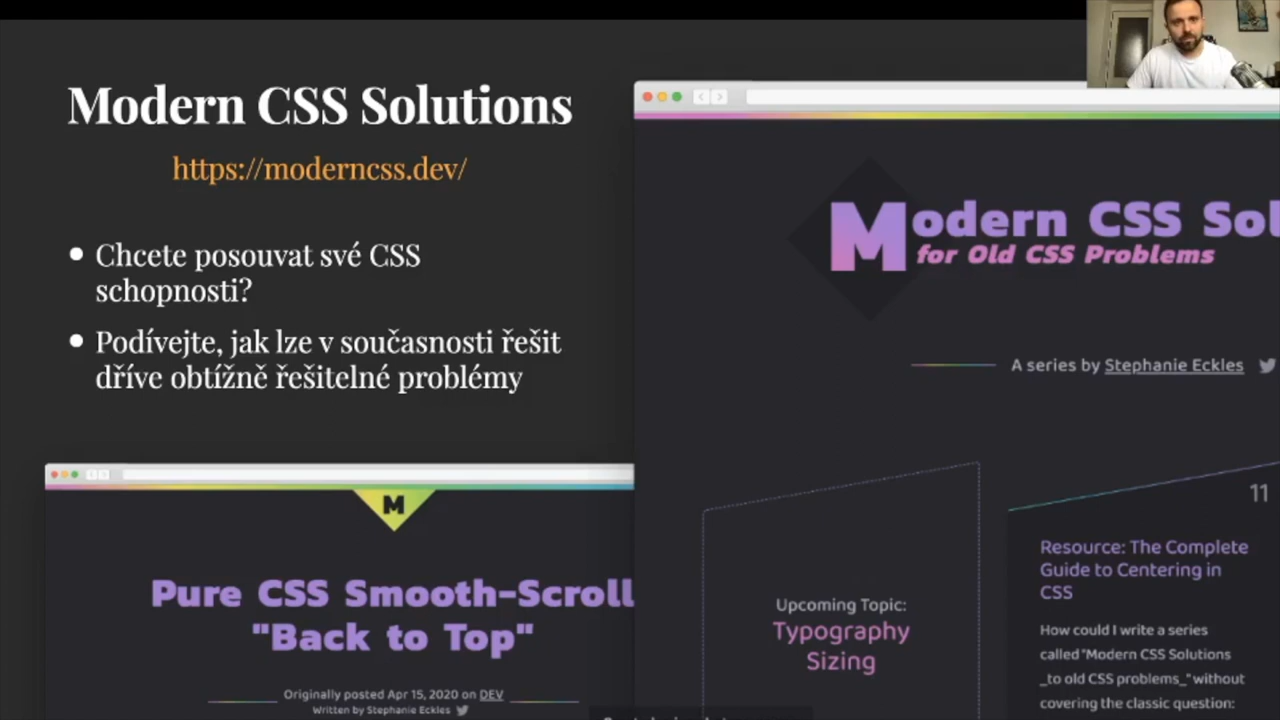 Modern CSS Solutions
https://moderncss.dev/
Chcete posouvat své CSS
schopnosti?
Podívejte, jak lze v současnosti řešit
dříve obtížně řešitelné problémy
M
Pure CSS Smooth-Scroll
"Back to Top"
Originally posted Apr 15, 2020 on DEV
Written by Stephanie Eckles
Modern CSS Sol
for Old CSS Problems
A series by Stephanie Eckles
Upcoming Topic:
Typography
Sizing
11
Resource: The Complete
Guide to Centering in
CSS
How could I write a series
called "Modern CSS Solutions
_to old CSS problems_" without
covering the classic question: